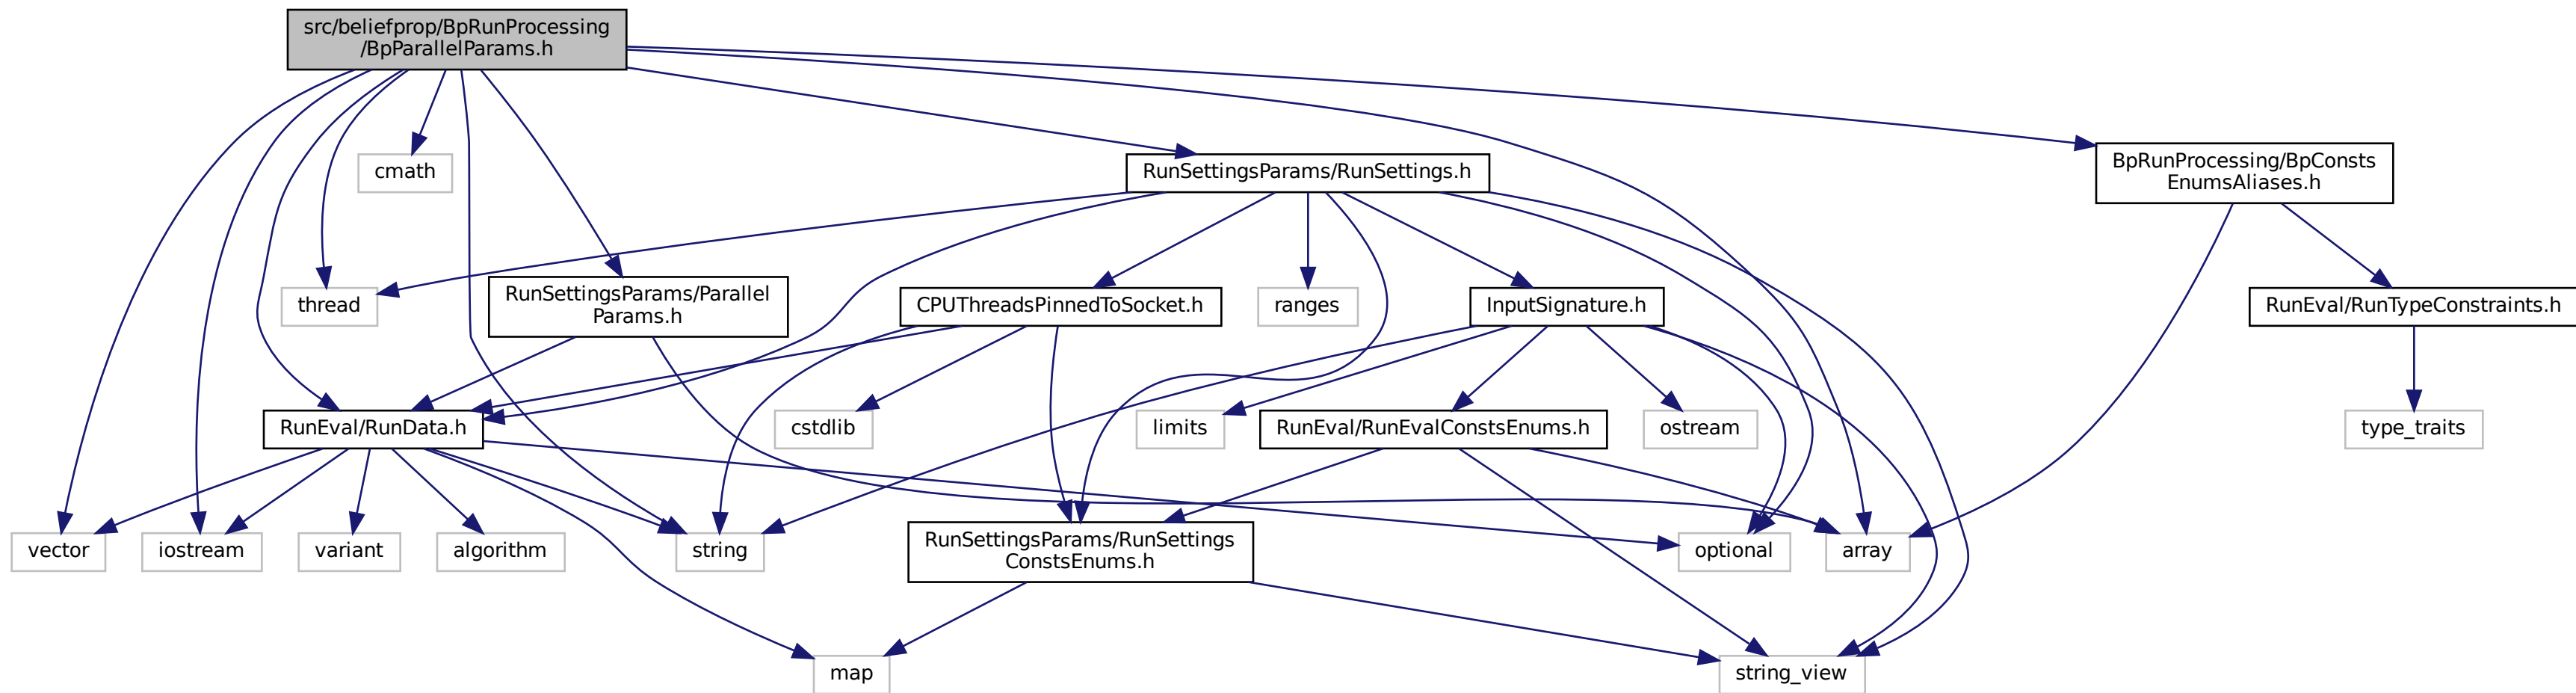 src/beliefprop/BpRunProcessing
/BpParallelParams.h
cmath
RunSettingsParams/RunSettings.h
BpRunProcessing/BpConsts
EnumsAliases.h
thread
RunSettingsParams/Parallel
Params.h
CPUThreadsPinnedToSocket.h
ranges
InputSignature.h
RunEval/RunTypeConstraints.h
RunEval/RunData.h
cstdlib
limits
RunEval/RunEvalConstsEnums.h
ostream
type_traits
vector
iostream
variant
algorithm
string
RunSettingsParams/RunSettings
ConstsEnums.h
optional
array
map
string_view